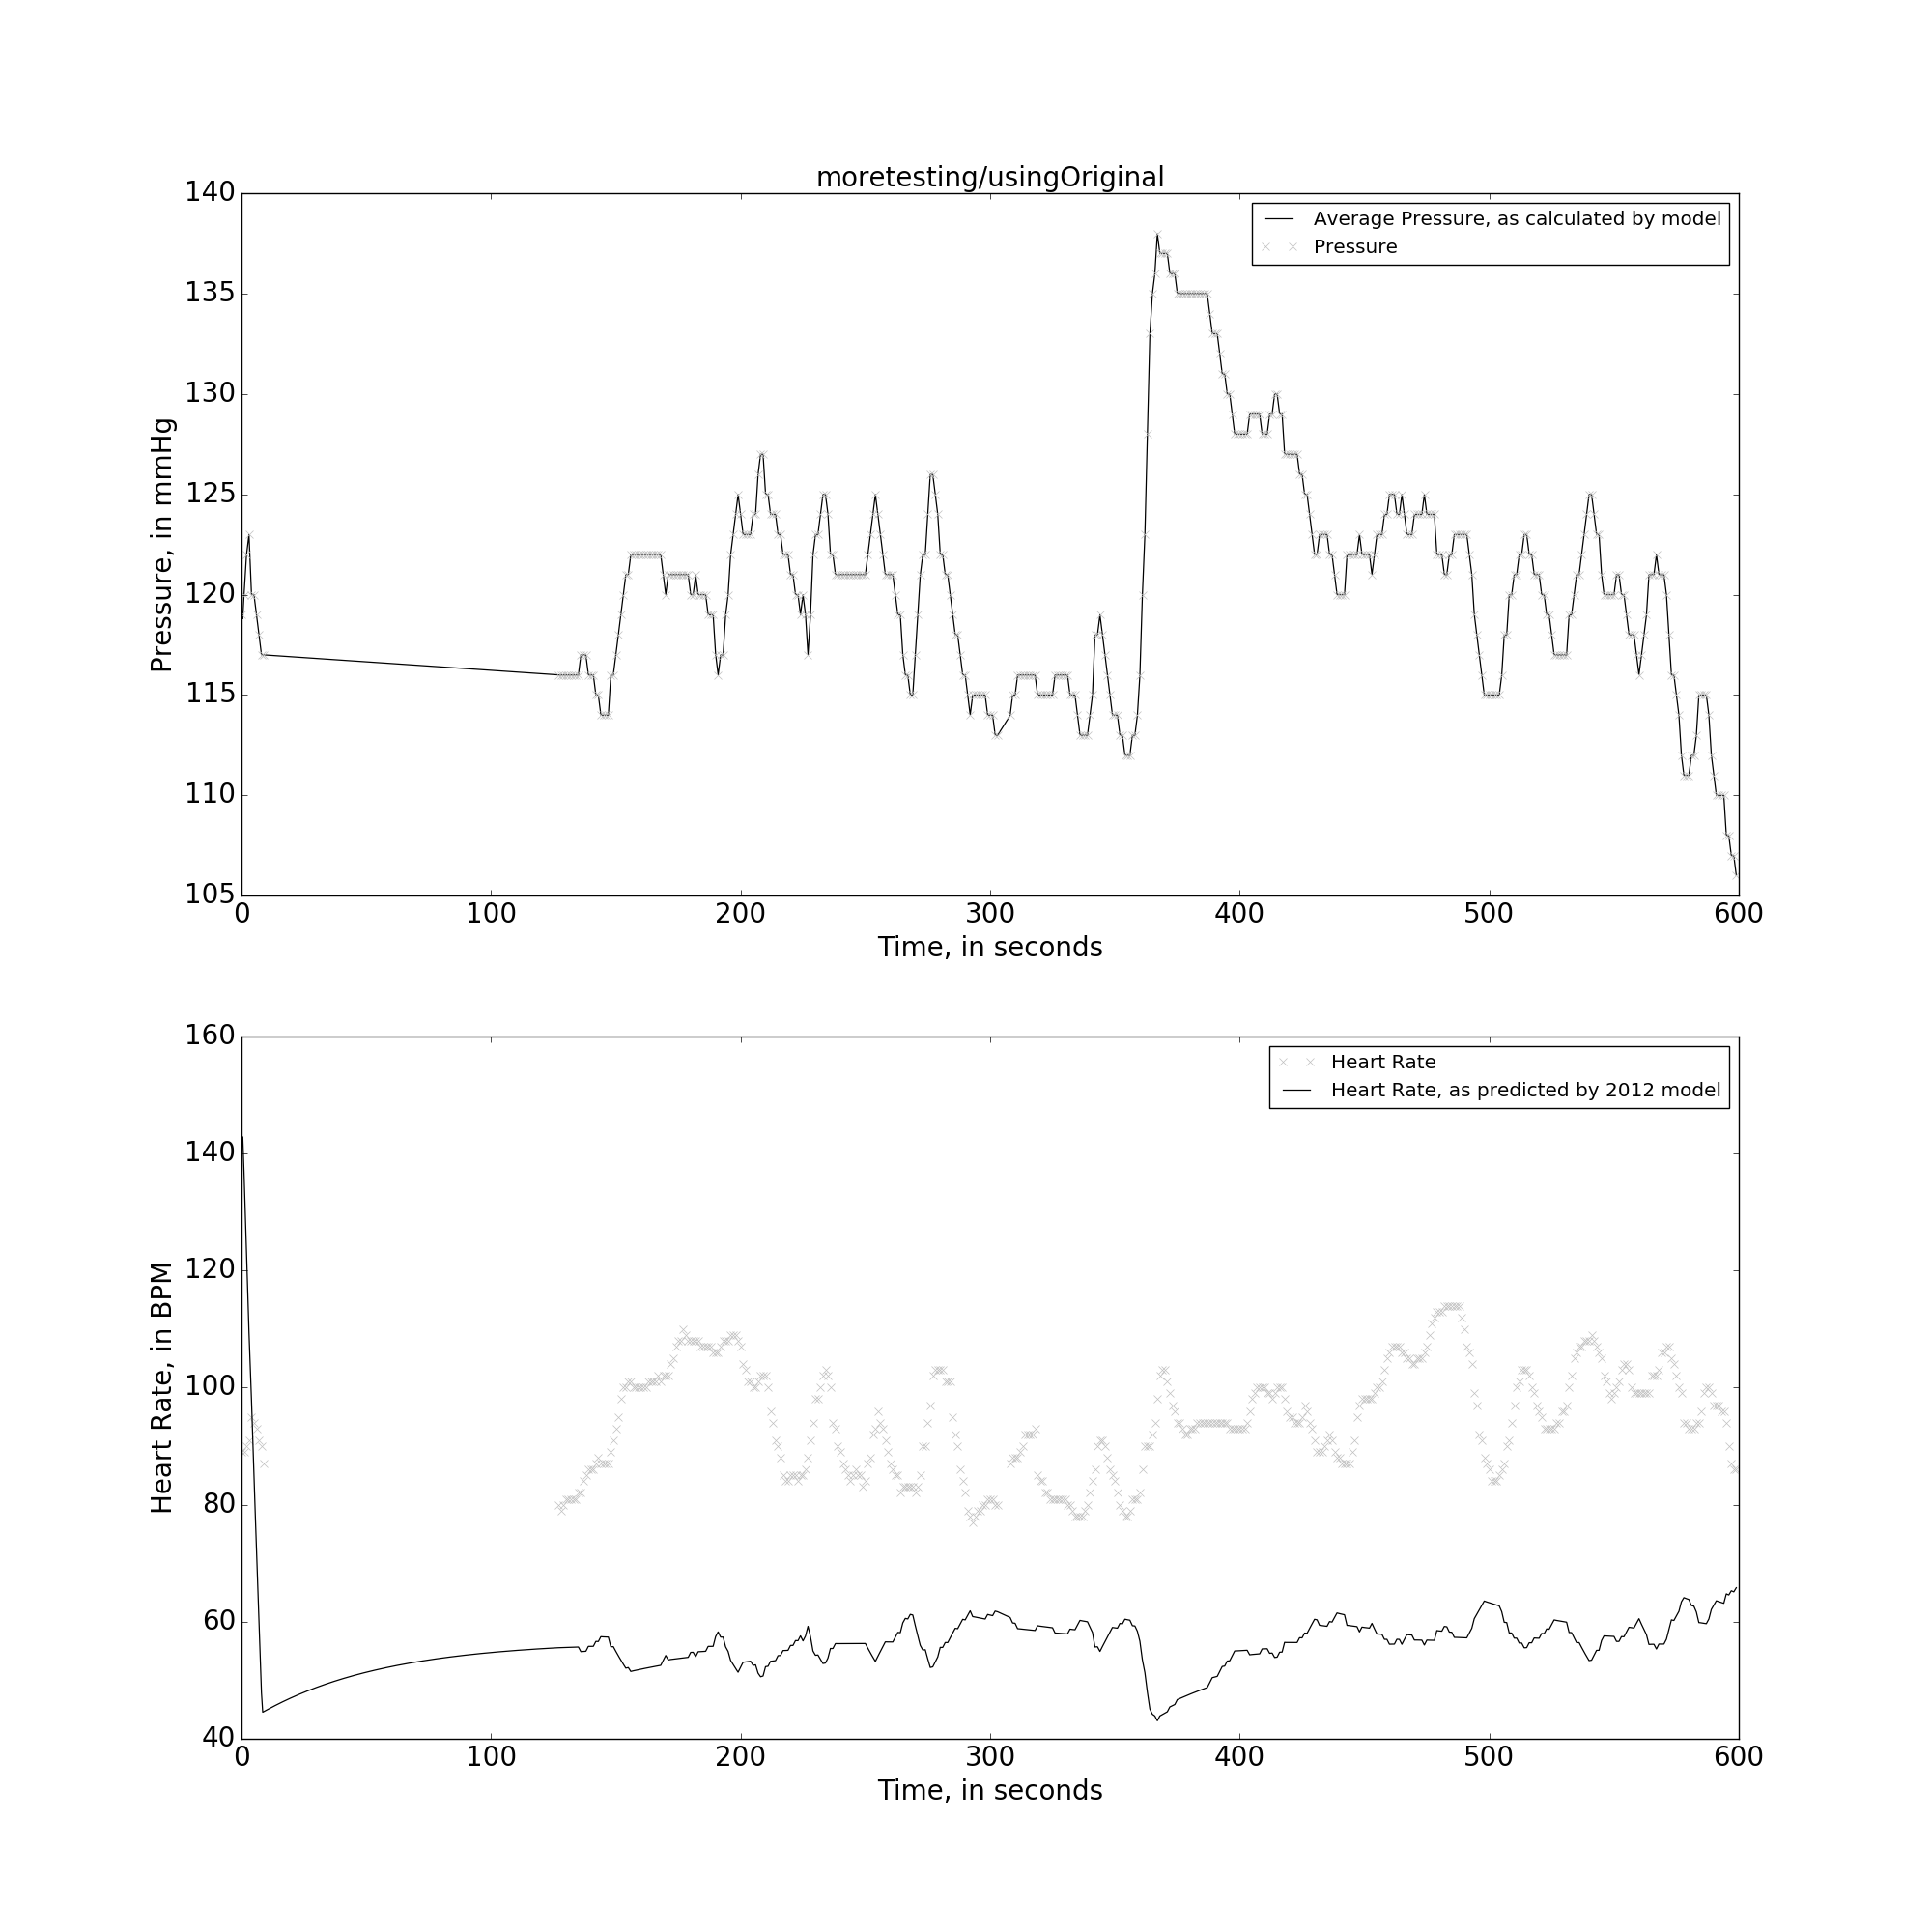 moretesting/usingOriginal
140
135
130
125
120
115
110
105
Pressure, in mmHg
Average Pressure, as calculated by model
Pressure
0 100 200 300 400 500 600
Time, in seconds
160
140
120
100
80
60
40
Heart Rate, in BPM
Heart Rate
Heart Rate, as predicted by 2012 model
0 100 200 300 400 500 600
Time, in seconds